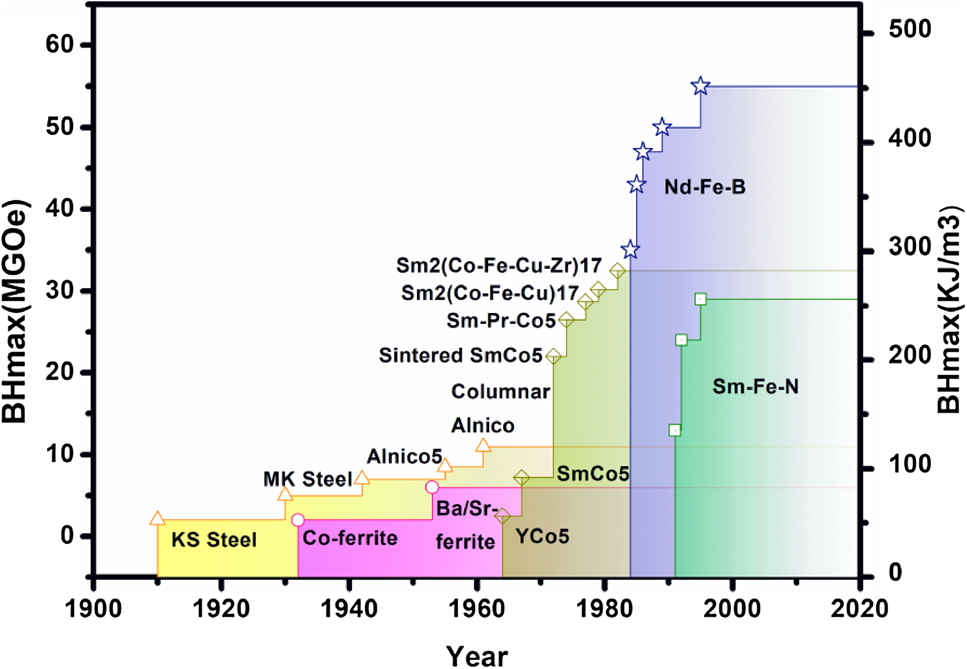 60
50
40
30
20
10
0
BHmax(MGOe)
500
400
300
200
100
0
BHmax(KJ/m3)
Nd-Fe-B
Sm2(Co-Fe-Cu-Zr)17
Sm2(Co-Fe-Cu)17
Sm-Pr-Co5
Sintered SmCo5
Columnar
Alnico
Sm-Fe-N
Alnico5
MK Steel
SmCo5
KS Steel
Co-ferrite
Ba/Sr-
ferrite
YCo5
1900
1920
1940
1960
1980
2000
2020
Year